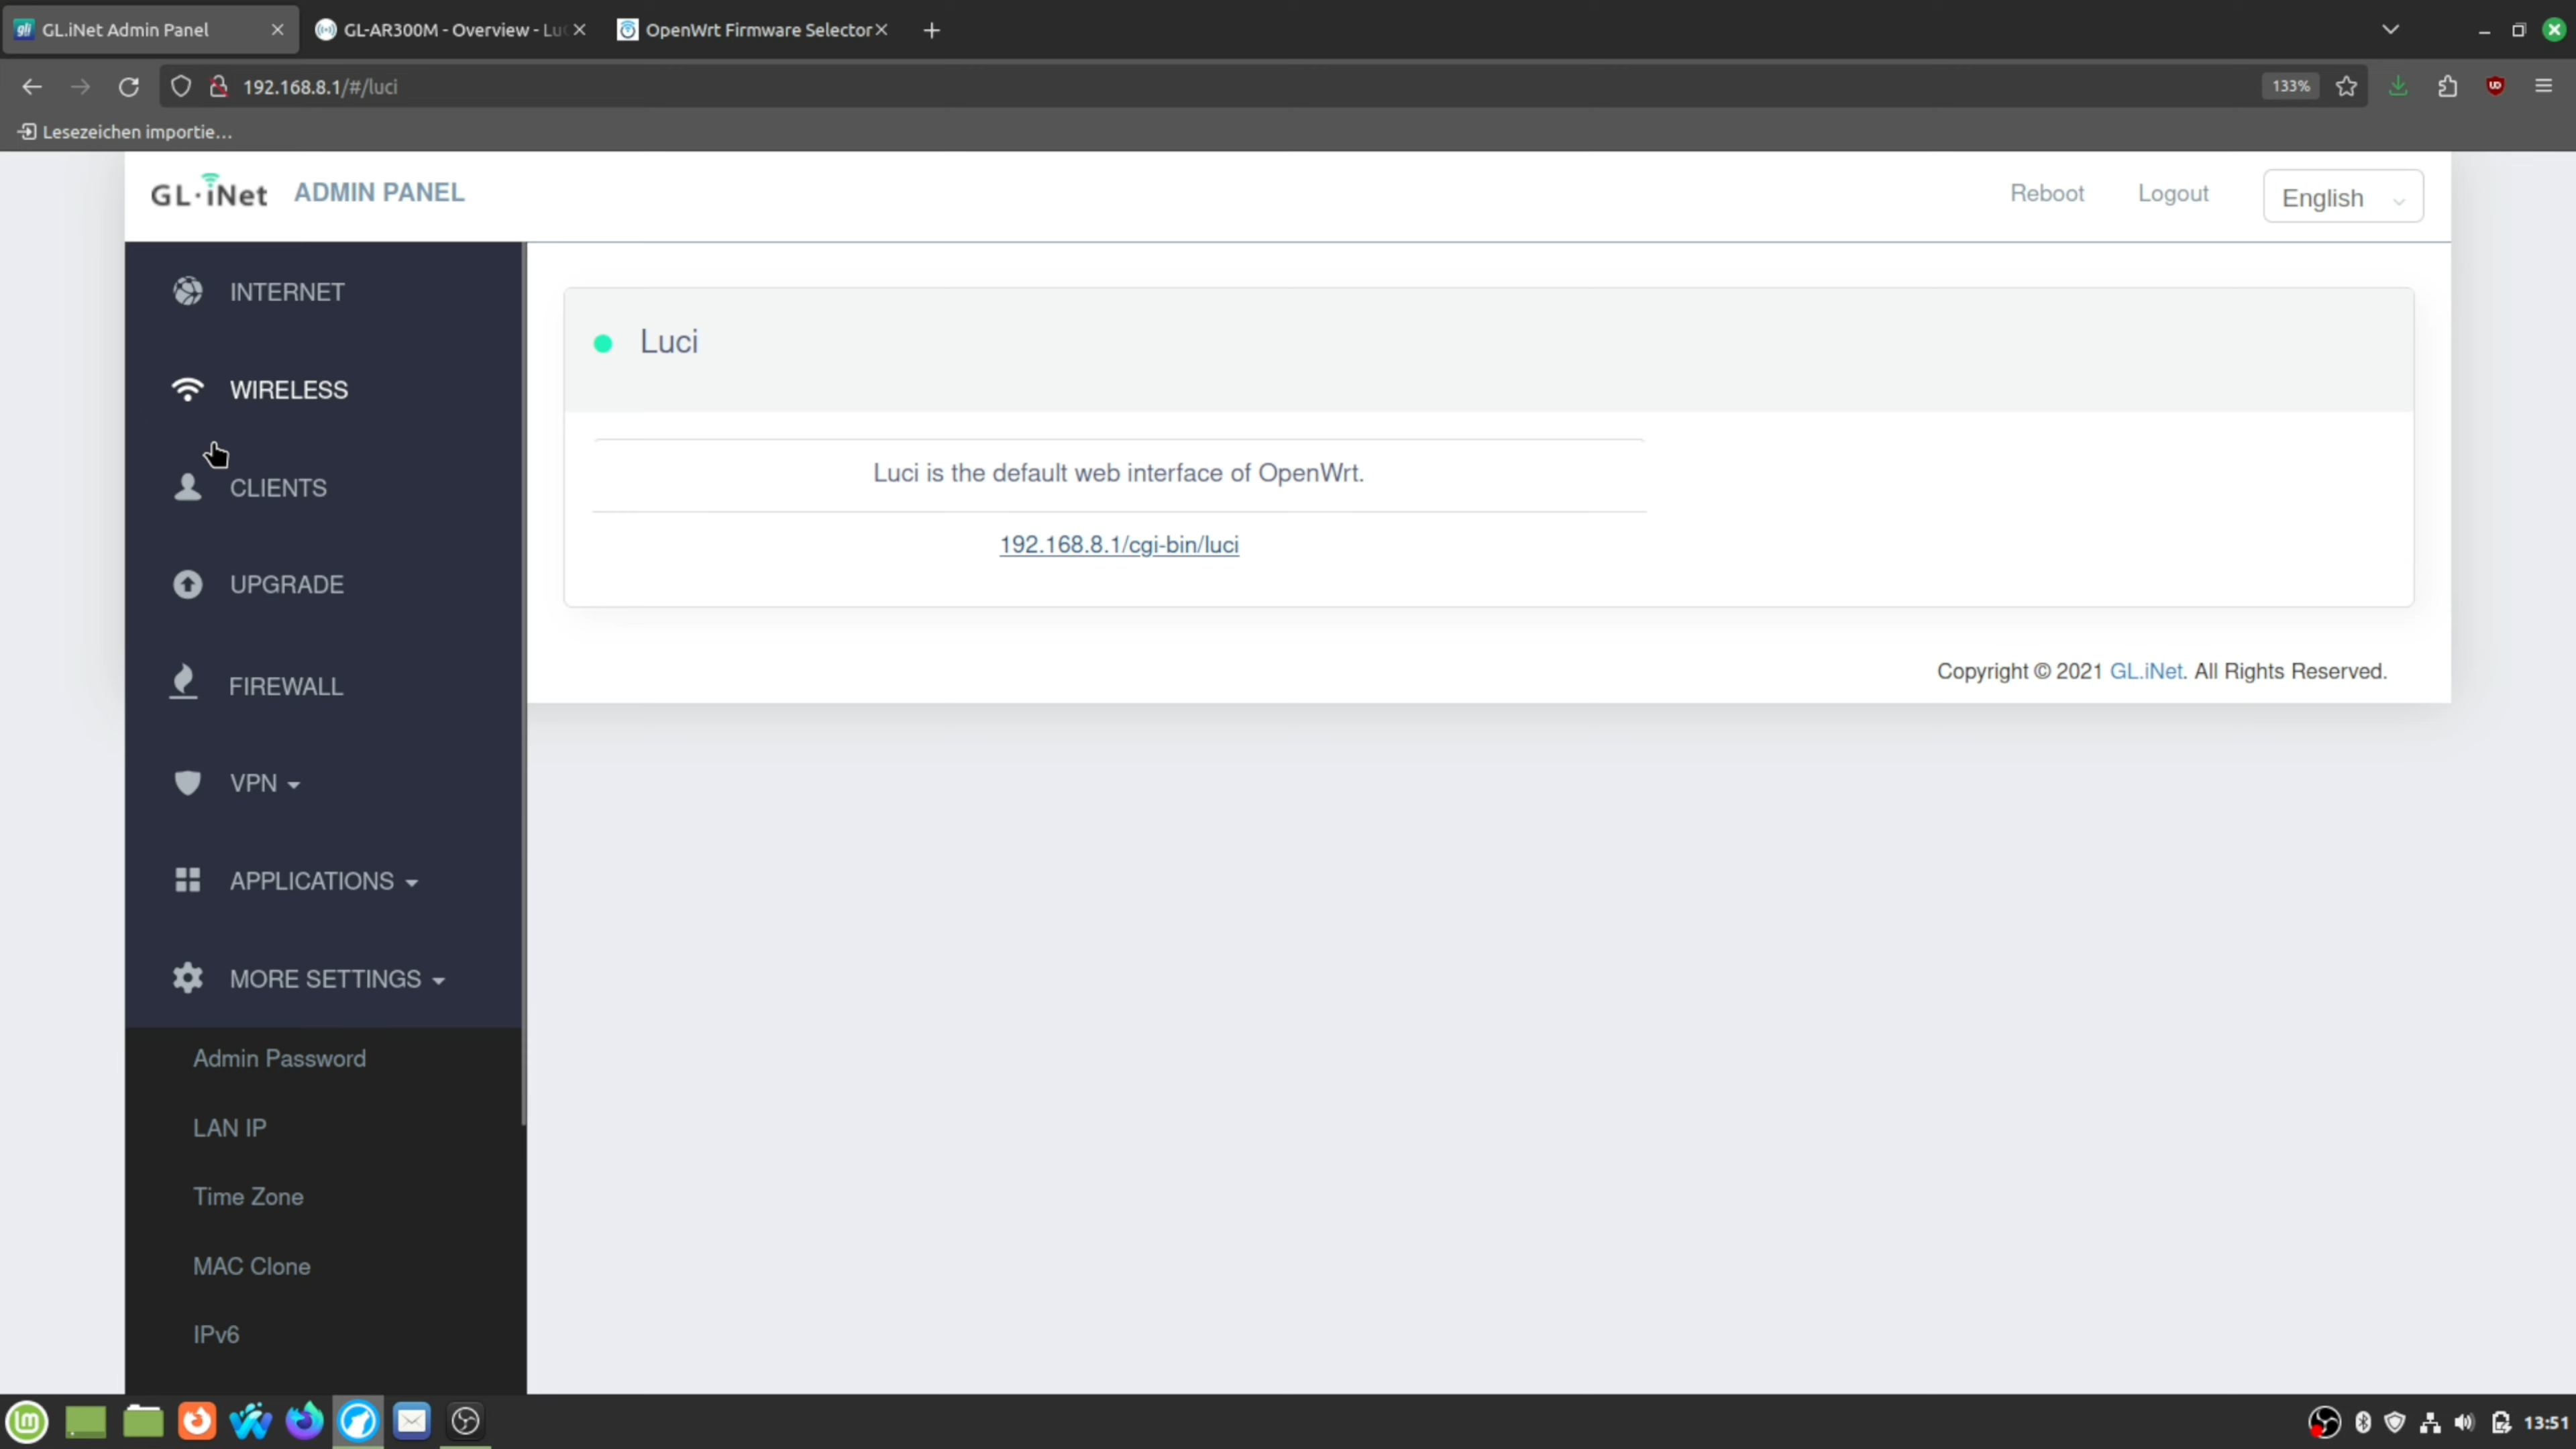 GL.iNet Admin Panel
GL-AR300M - Overview - Lu
OpenWrt Firmware Selector
192.168.8.1/#/luci
133%
Lesezeichen importie...
GL·iNet ADMIN PANEL
Reboot
Logout
English
INTERNET
WIRELESS
CLIENTS
UPGRADE
FIREWALL
VPN
APPLICATIONS
MORE SETTINGS
Admin Password
LAN IP
Time Zone
MAC Clone
IPv6
Luci
Luci is the default web interface of OpenWrt.
192.168.8.1/cgi-bin/luci
Copyright © 2021 GL.iNet. All Rights Reserved.
13:51